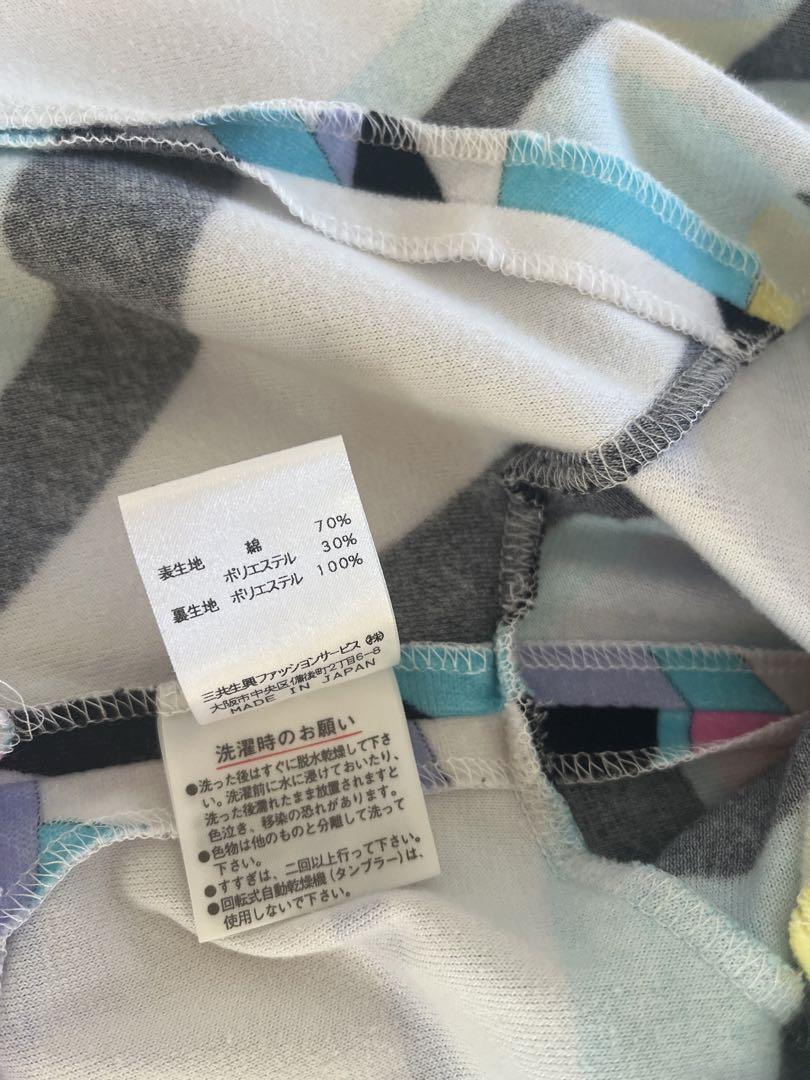 表生地 綿 70%
ポリエステル 30%
裏生地 ポリエステル 100%
三共生興ファッションサービス ㈱
大阪市中央区備後町2丁目6-8
MADE IN JAPAN
洗濯時のお願い
●洗った後はすぐに脱水乾燥して下さ
い。洗濯前に水に浸けておいたり、
洗った後濡れたまま放置されますと
色泣き、移染の恐れがあります。
●色物は他のものと分離して洗って
下さい。
●すすぎは、二回以上行って下さい。
●回転式自動乾燥機(タンブラー)は、
使用しないで下さい。